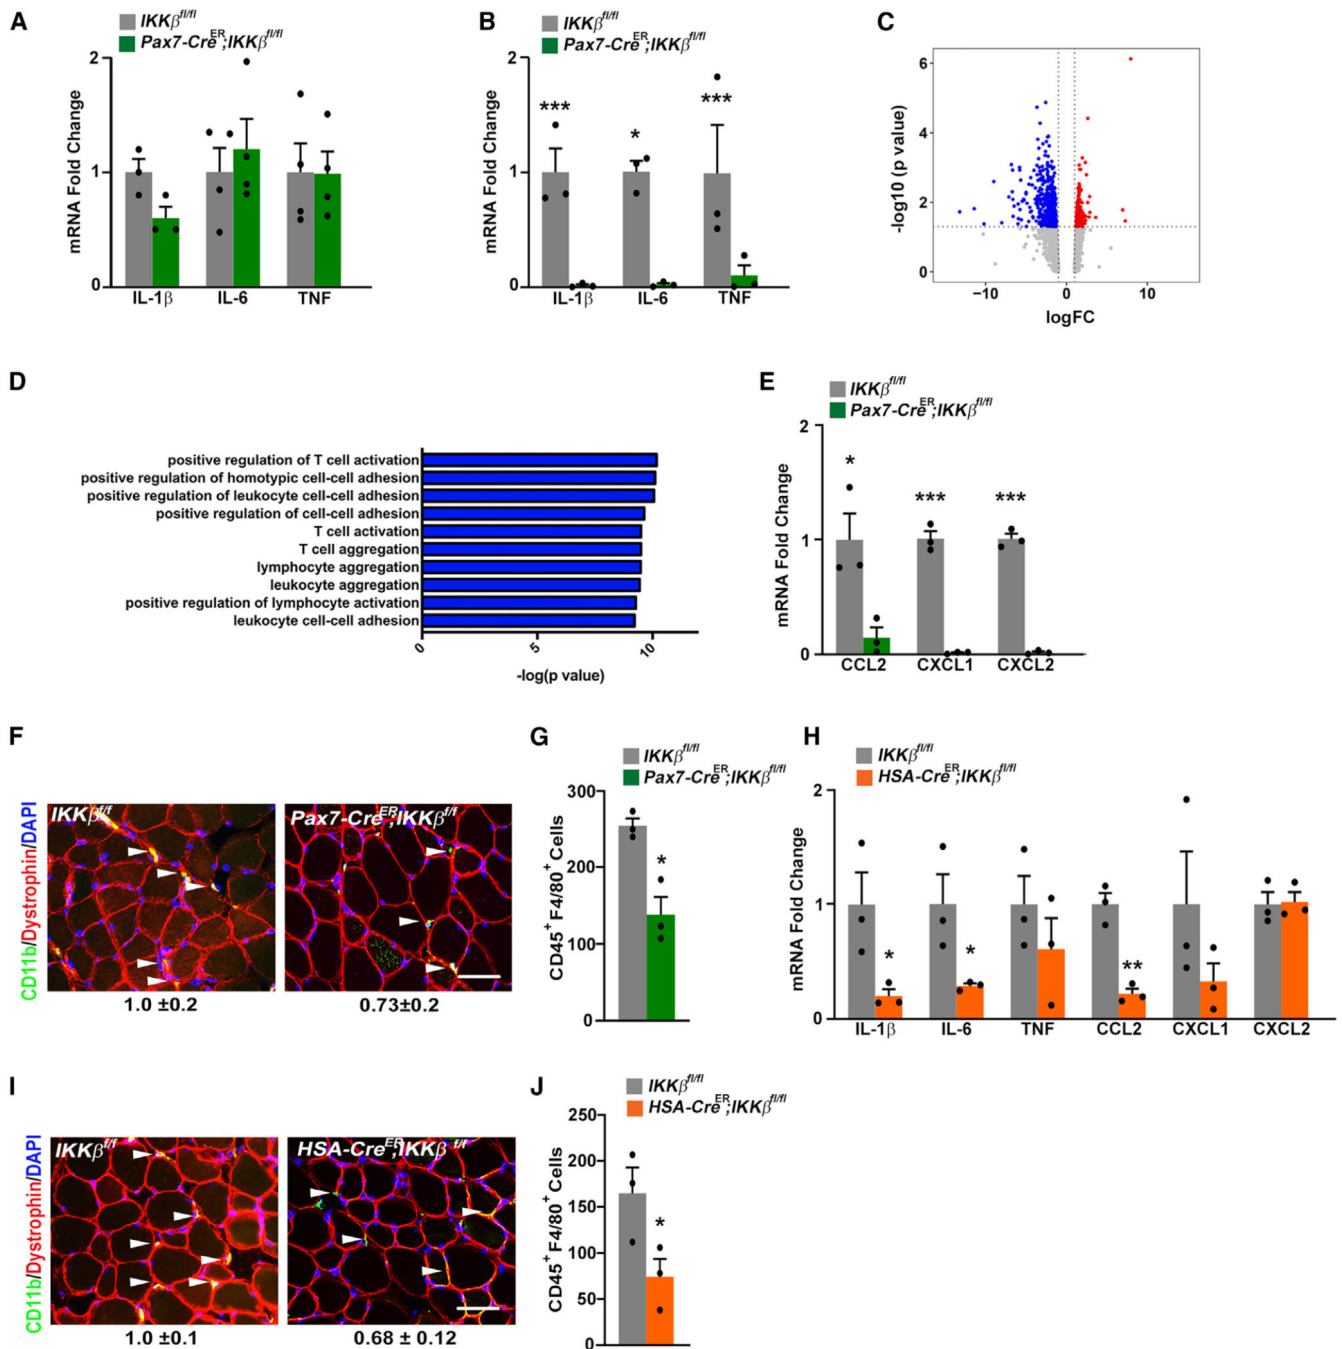 A
IKKβfl/fl
Pax7-CreER;IKKβfl/fl
mRNA Fold Change
2
1
0
IL-1β IL-6 TNF
B
IKKβfl/fl
Pax7-CreER;IKKβfl/fl
mRNA Fold Change
2
1
0
*** * ***
IL-1β IL-6 TNF
C
-log10 (p value)
6
4
2
0
−10 0 10
logFC
D
positive regulation of T cell activation
positive regulation of homotypic cell-cell adhesion
positive regulation of leukocyte cell-cell adhesion
positive regulation of cell-cell adhesion
T cell activation
T cell aggregation
lymphocyte aggregation
leukocyte aggregation
positive regulation of lymphocyte activation
leukocyte cell-cell adhesion
0 5 10
-log(p value)
E
IKKβfl/fl
Pax7-CreER;IKKβfl/fl
mRNA Fold Change
2
1
0
* *** ***
CCL2 CXCL1 CXCL2
F
CD11b/Dystrophin/DAPI
IKKβf/f
Pax7-CreER;IKKβf/f
1.0 ±0.2 0.73±0.2
G
IKKβfl/fl
Pax7-CreER;IKKβfl/fl
CD45+ F4/80+ Cells
300
200
100
0
*
H
IKKβfl/fl
HSA-CreER;IKKβfl/fl
mRNA Fold Change
2
1
0
* * **
IL-1β IL-6 TNF CCL2 CXCL1 CXCL2
I
CD11b/Dystrophin/DAPI
IKKβf/f
HSA-CreER;IKKβ f/f
1.0 ±0.1 0.68 ± 0.12
J
IKKβfl/fl
HSA-CreER;IKKβfl/fl
CD45+ F4/80+ Cells
250
200
150
100
50
0
*